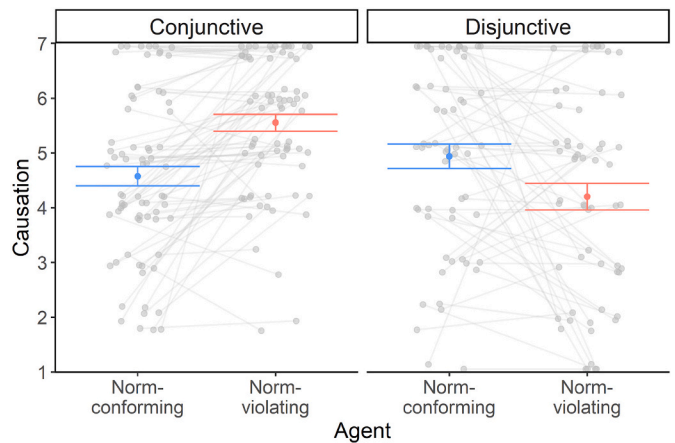 Conjunctive
Disjunctive
Causation
7
6
5
4
3
2
1
Norm-
conforming
Norm-
violating
Norm-
conforming
Norm-
violating
Agent